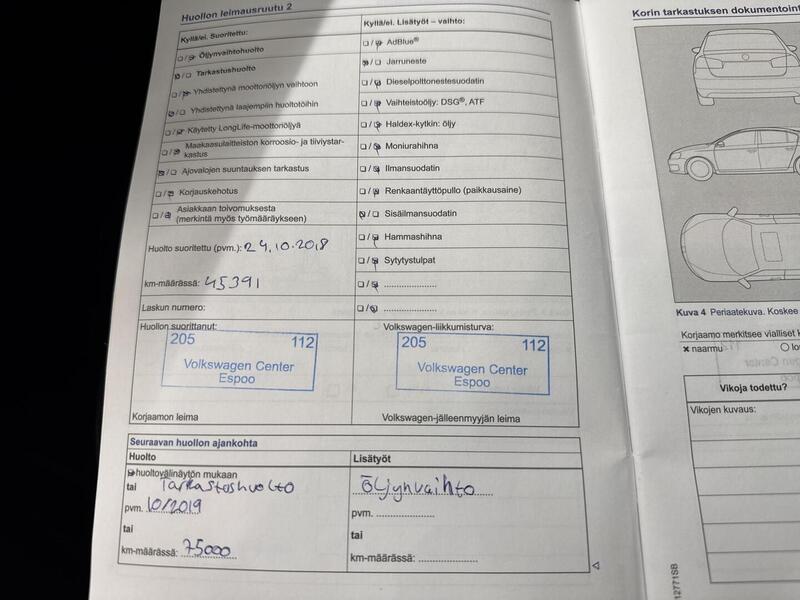 Huollon leimausruutu 2
Kyllä/ei. Suoritettu:
Öljynvaihtohuolto
Tarkastushuolto
Yhdistettynä moottoriöljyn vaihtoon
Yhdistettynä laajempiin huoltotöihin
Käytetty LongLife-moottoriöljyä
Maakaasulaitteiston korroosio- ja tiiviystar-
kastus
Ajovalojen suuntauksen tarkastus
Korjauskehotus
Asiakkaan toivomuksesta
(merkintä myös työmääräykseen)
Huolto suoritettu (pvm.): 24.10.2018
km-määrässä: 45391
Laskun numero:
Kyllä/ei. Lisätyöt – vaihto:
AdBlue®
Jarruneste
Dieselpolttonestesuodatin
Vaihteistoöljy: DSG®, ATF
Haldex-kytkin: öljy
Moniurahihna
Ilmansuodatin
Renkaantäyttöpullo (paikkausaine)
Sisäilmansuodatin
Hammashihna
Sytytystulpat
Huollon suorittanut:
205 112
Volkswagen Center
Espoo
Korjaamon leima
Volkswagen-liikkumisturva:
205 112
Volkswagen Center
Espoo
Volkswagen-jälleenmyyjän leima
Seuraavan huollon ajankohta
Huolto
huoltovälinäytön mukaan
tai Tarkastushuolto
pvm. 10/2019
tai
km-määrässä: 75000
Lisätyöt
öljynvaihto
pvm.
tai
km-määrässä:
Korin tarkastuksen dokumentoint
Kuva 4 Periaatekuva. Koskee
Korjaamo merkitsee vialliset k
× naarmu
Vikoja todettu?
Vikojen kuvaus:
12771SB